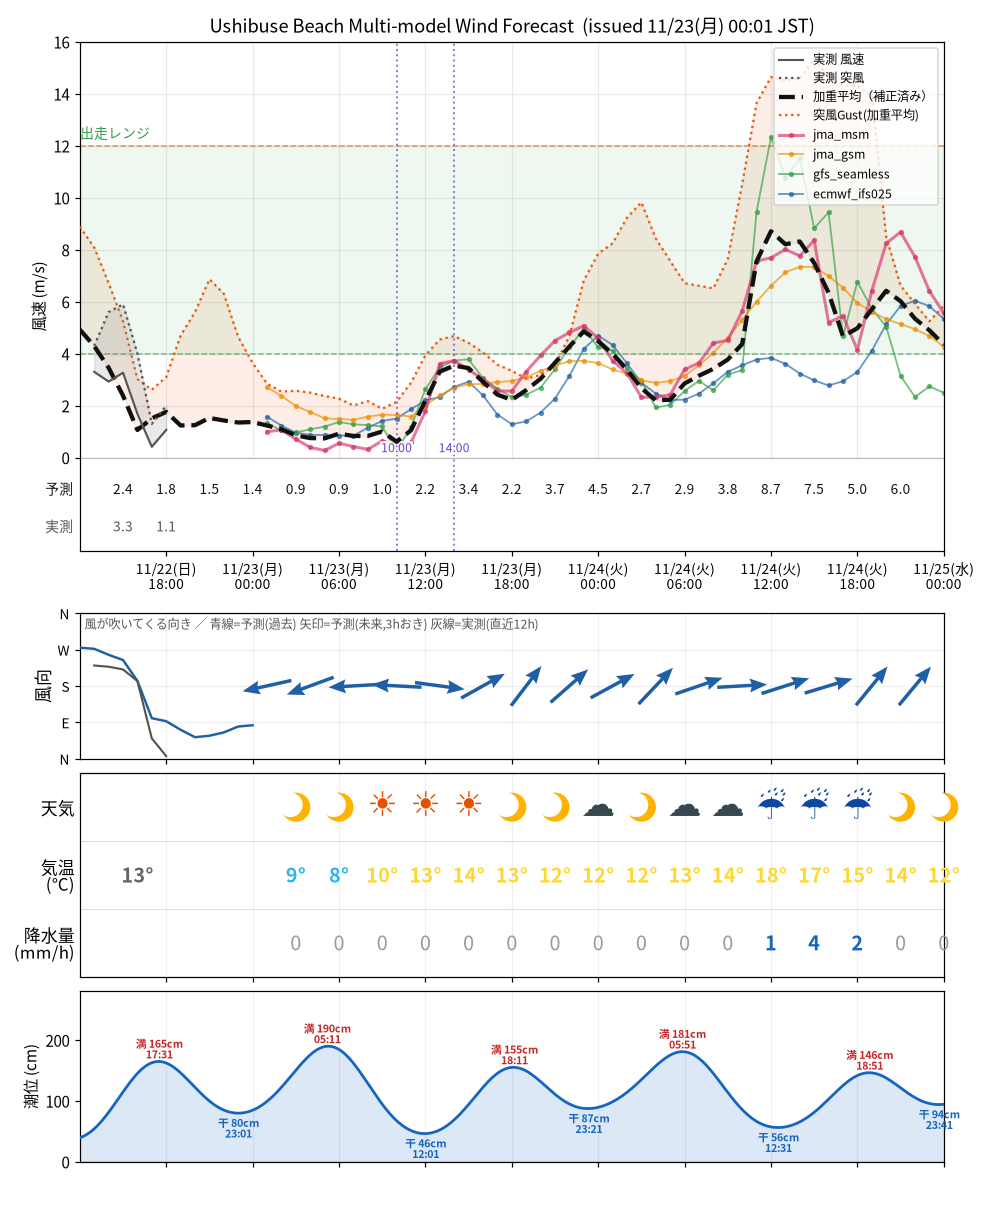 Ushibuse Beach Multi-model Wind Forecast (issued 11/23(月) 00:01 JST)
風速 (m/s)
16
14
12
10
8
6
4
2
0
出走レンジ
実測 風速
実測 突風
加重平均（補正済み）
突風Gust(加重平均)
jma_msm
jma_gsm
gfs_seamless
ecmwf_ifs025
10:00 14:00
予測 2.4 1.8 1.5 1.4 0.9 0.9 1.0 2.2 3.4 2.2 3.7 4.5 2.7 2.9 3.8 8.7 7.5 5.0 6.0
実測 3.3 1.1
11/22(日) 11/23(月) 11/23(月) 11/23(月) 11/23(月) 11/24(火) 11/24(火) 11/24(火) 11/24(火) 11/25(水)
18:00 00:00 06:00 12:00 18:00 00:00 06:00 12:00 18:00 00:00
風向
N
W
S
E
N
風が吹いてくる向き ／ 青線=予測(過去) 矢印=予測(未来,3hおき) 灰線=実測(直近12h)
天気
気温
(°C)
13° 9° 8° 10° 13° 14° 13° 12° 12° 12° 13° 14° 18° 17° 15° 14° 12°
降水量
(mm/h)
0 0 0 0 0 0 0 0 0 0 0 1 4 2 0 0
潮位 (cm)
200
100
0
満 165cm
17:31
干 80cm
23:01
満 190cm
05:11
干 46cm
12:01
満 155cm
18:11
干 87cm
23:21
満 181cm
05:51
干 56cm
12:31
満 146cm
18:51
干 94cm
23:41